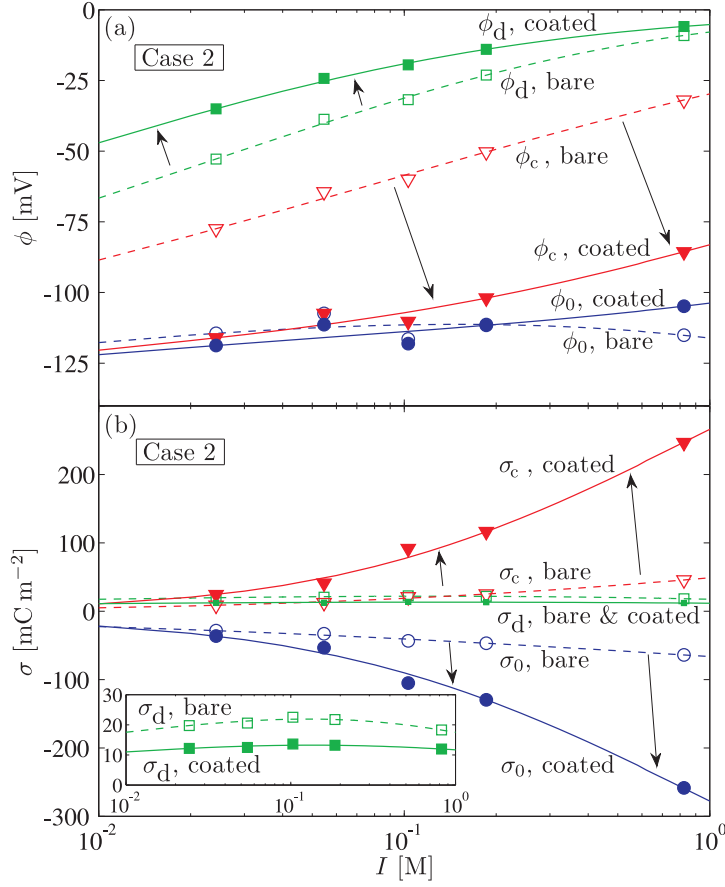 (a)
Case 2
ϕd, coated
ϕd, bare
ϕc, bare
ϕc, coated
ϕ0, coated
ϕ0, bare
0
-25
-50
-75
-100
-125
ϕ [mV]
(b)
Case 2
σc , coated
σc, bare
σd, bare & coated
σ0, bare
σ0, coated
200
100
0
-100
-200
-300
σ [mC m⁻²]
30
20
10
0
σd, bare
σd, coated
10⁻² 10⁻¹ 10⁰
10⁻² 10⁻¹ 10⁰
I [M]